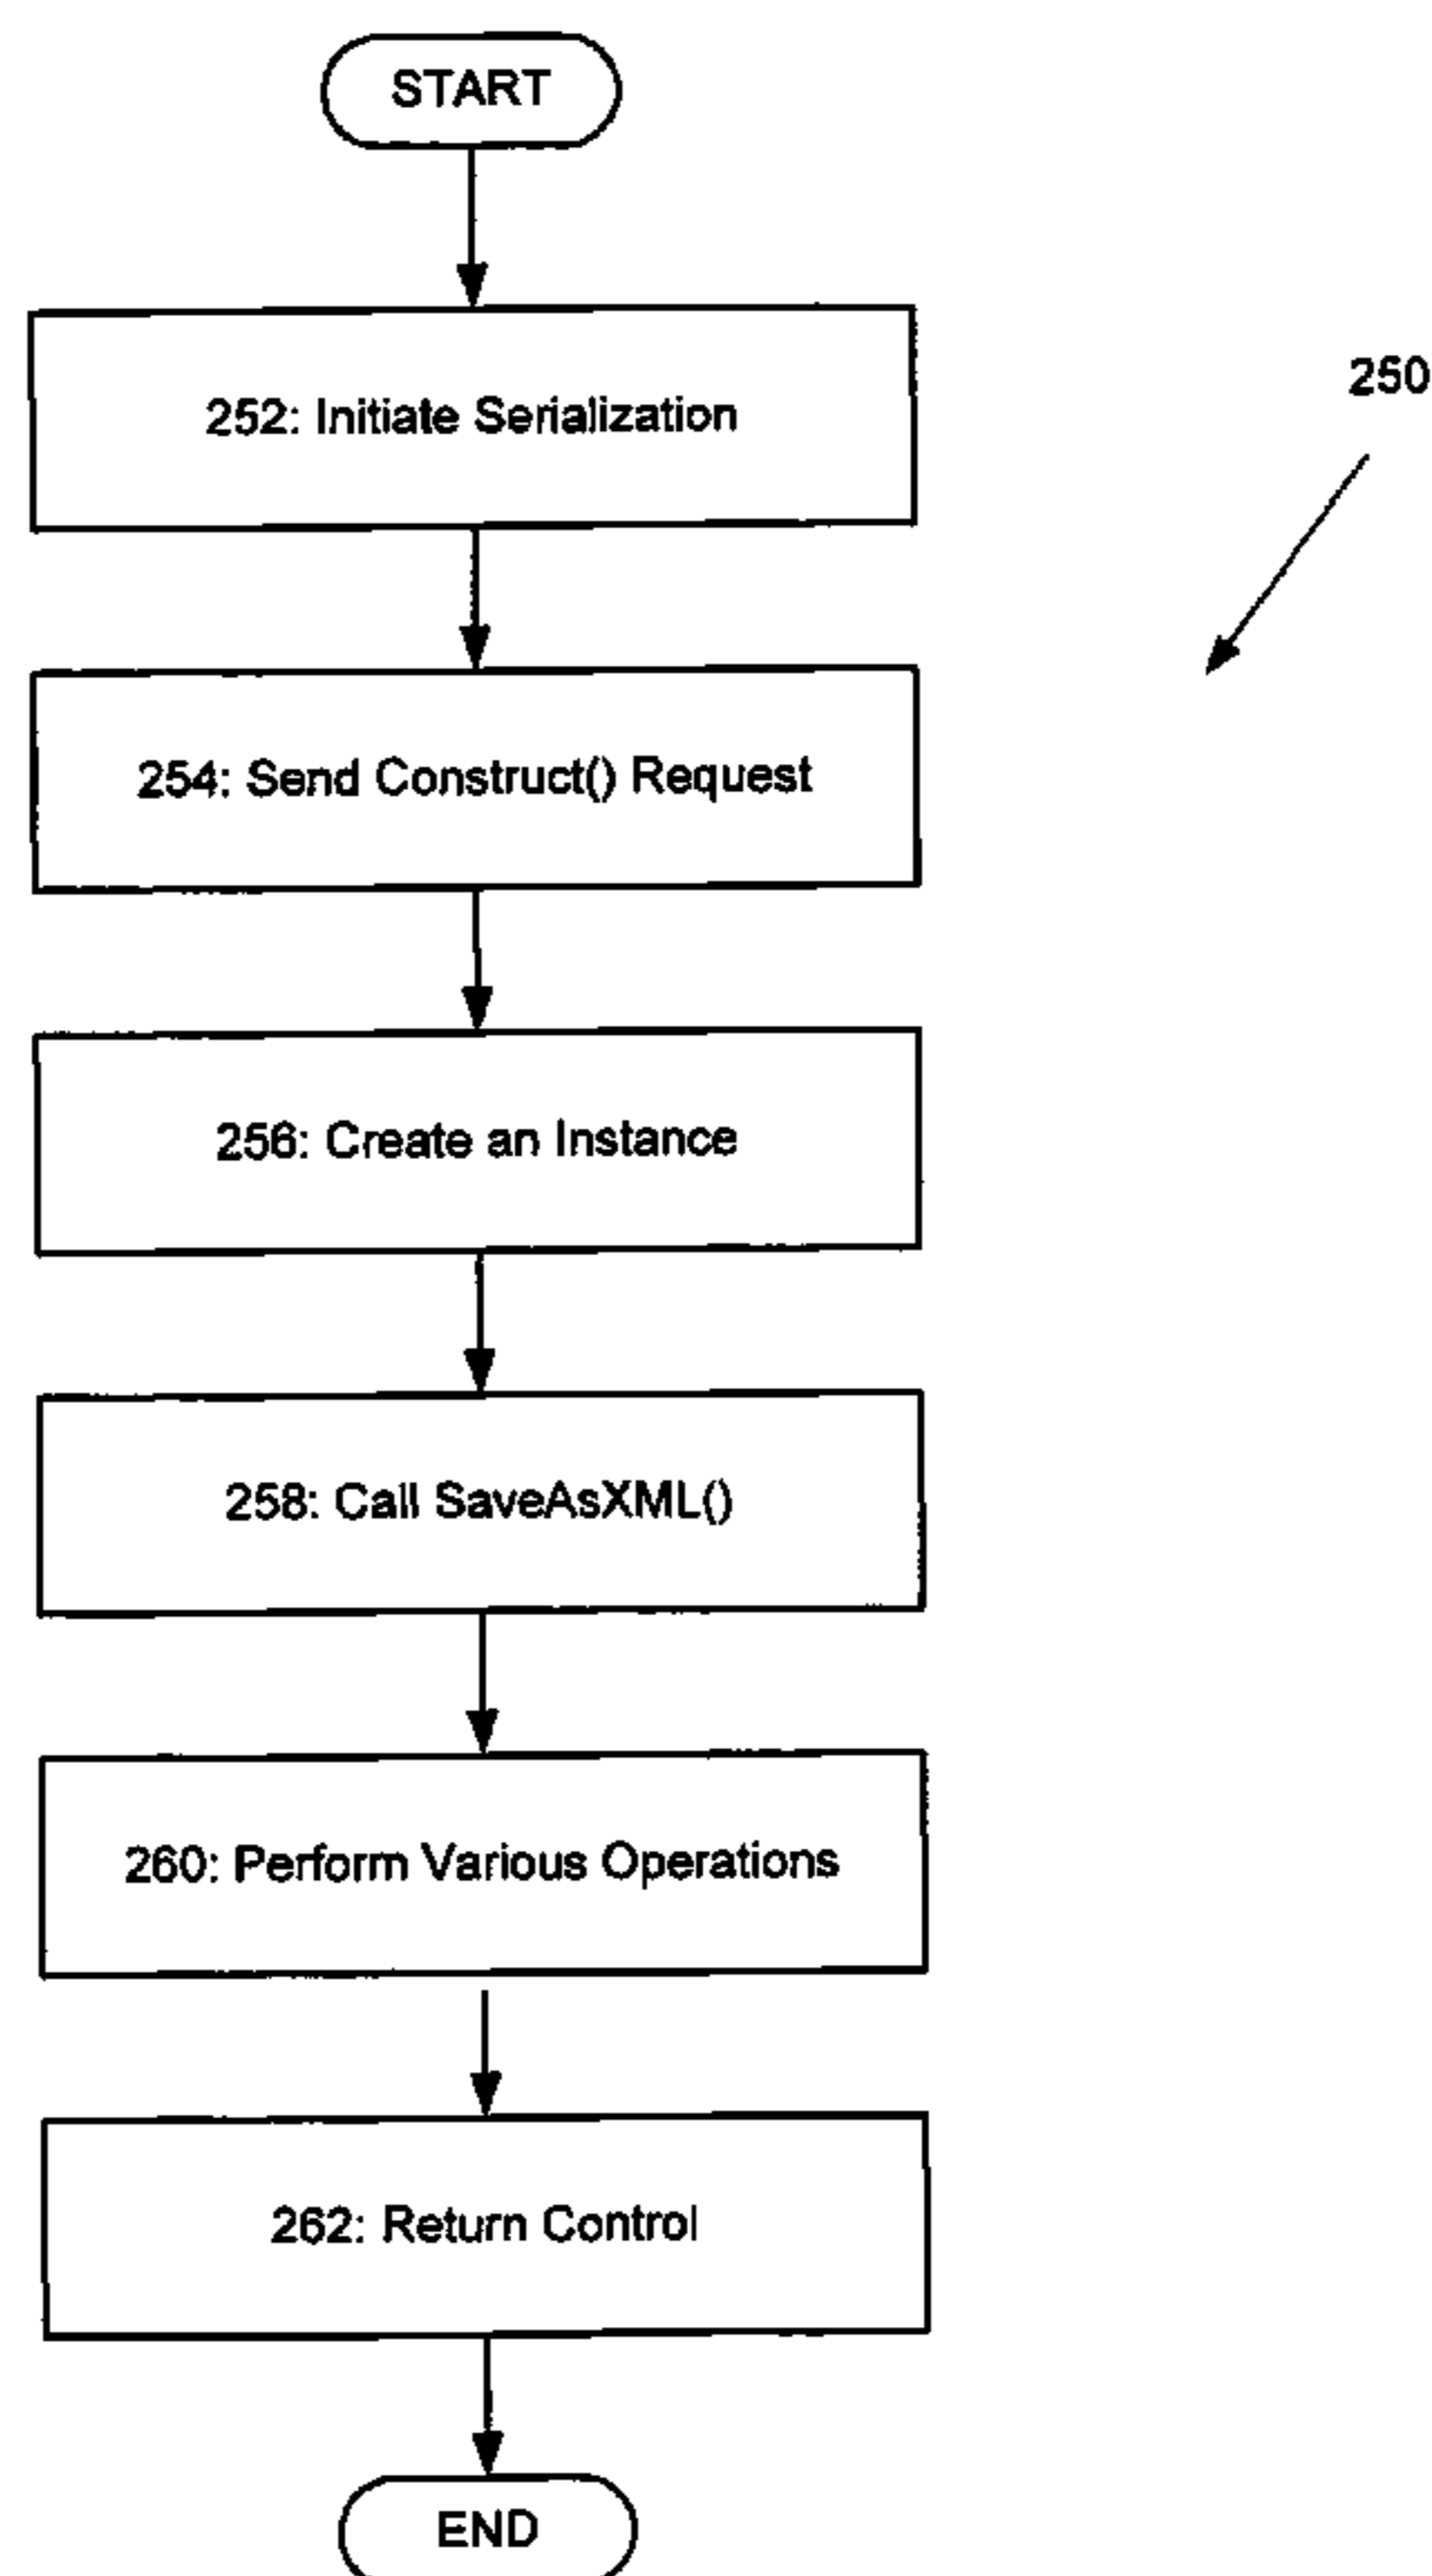 START
252: Initiate Serialization
250
254: Send Construct() Request
256: Create an Instance
258: Call SaveAsXML()
260: Perform Various Operations
262: Return Control
END